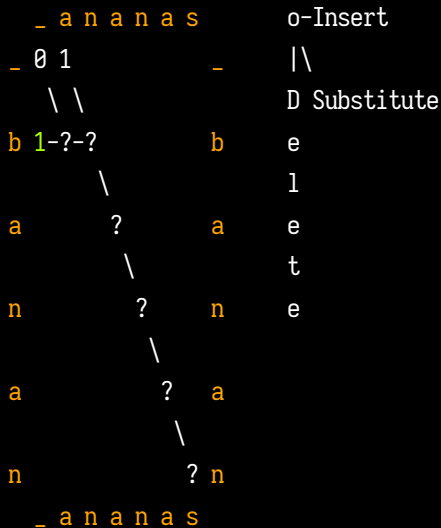 _ a n a n a s       o-Insert
_ 0 1           _     |\
   \ \                D Substitute
b 1-?-?         b     e
       \              l
a       ?       a     e
         \            t
n         ?     n     e
           \
a           ?   a
             \
n             ? n
  _ a n a n a s